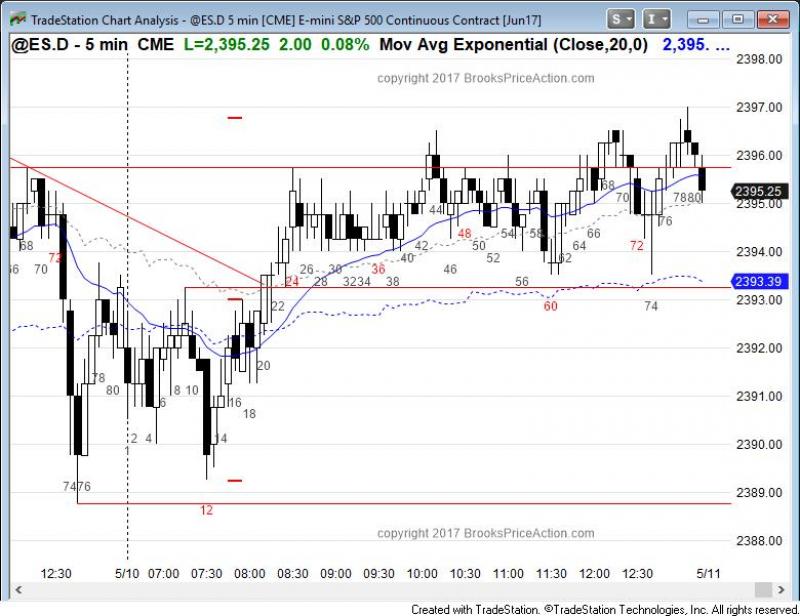 TradeStation Chart Analysis - @ES.D 5 min [CME] E-mini S&P 500 Continuous Contract [Jun17]
S I
@ES.D - 5 min CME L=2,395.25 2.00 0.08% Mov Avg Exponential (Close,20,0) 2,395. ...
copyright 2017 BrooksPriceAction.com
2398.00
2397.00
2396.00
2395.25
2395.00
2394.00
2393.39
2393.00
2392.00
2391.00
2390.00
2389.00
2388.00
66 68 70 72 7476 78 80 2 4 6 8 10 12 14 16 18 20 22 24 26 28 30 3234 36 38 40 42 44 46 48 50 52 54 56 58 60 62 64 66 68 70 72 74 76 7880
copyright 2017 BrooksPriceAction.com
12:30 5/10 07:00 07:30 08:00 08:30 09:00 09:30 10:00 10:30 11:00 11:30 12:00 12:30 5/11
Created with TradeStation. ©TradeStation Technologies, Inc. All rights reserved.